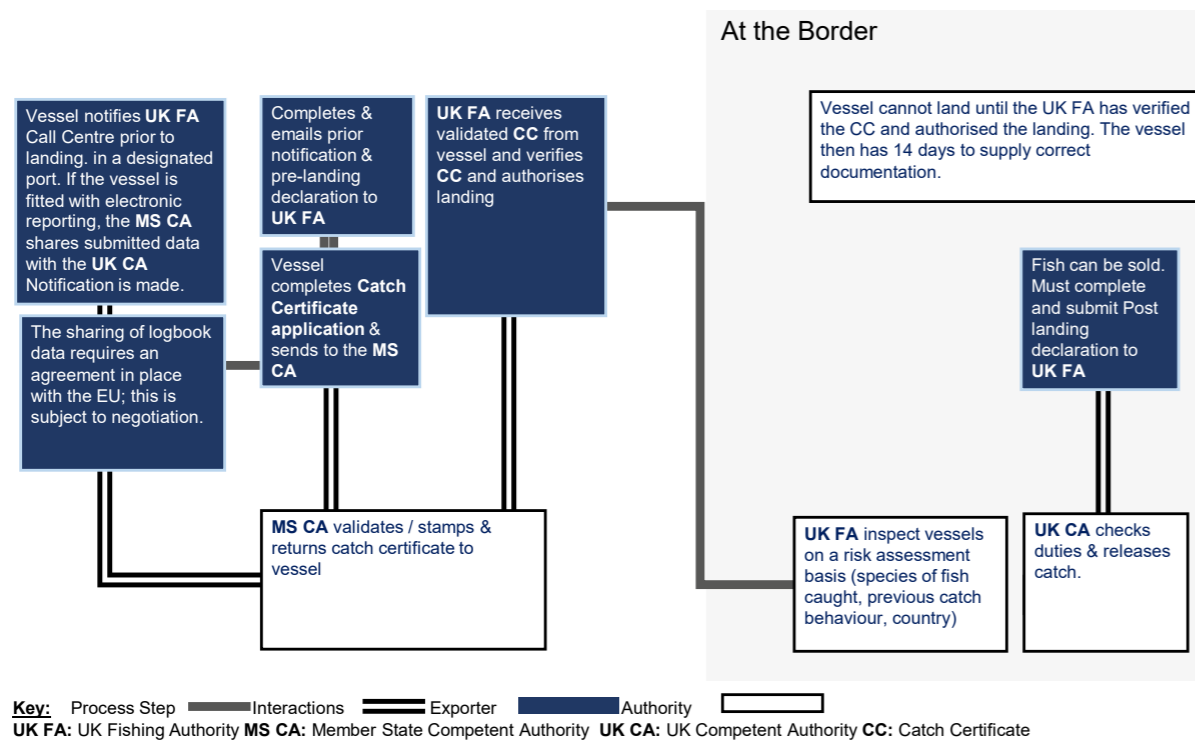 At the Border
Vessel notifies UK FA
Call Centre prior to
landing. in a designated
port. If the vessel is
fitted with electronic
reporting, the MS CA
shares submitted data
with the UK CA
Notification is made.
The sharing of logbook
data requires an
agreement in place
with the EU; this is
subject to negotiation.
Completes &
emails prior
notification &
pre-landing
declaration to
UK FA
Vessel
completes Catch
Certificate
application &
sends to the MS
CA
UK FA receives
validated CC from
vessel and verifies
CC and authorises
landing
MS CA validates / stamps &
returns catch certificate to
vessel
Vessel cannot land until the UK FA has verified
the CC and authorised the landing. The vessel
then has 14 days to supply correct
documentation.
UK FA inspect vessels
on a risk assessment
basis (species of fish
caught, previous catch
behaviour, country)
Fish can be sold.
Must complete
and submit Post
landing
declaration to
UK FA
UK CA checks
duties & releases
catch.
Key: Process Step Interactions Exporter Authority
UK FA: UK Fishing Authority MS CA: Member State Competent Authority UK CA: UK Competent Authority CC: Catch Certificate